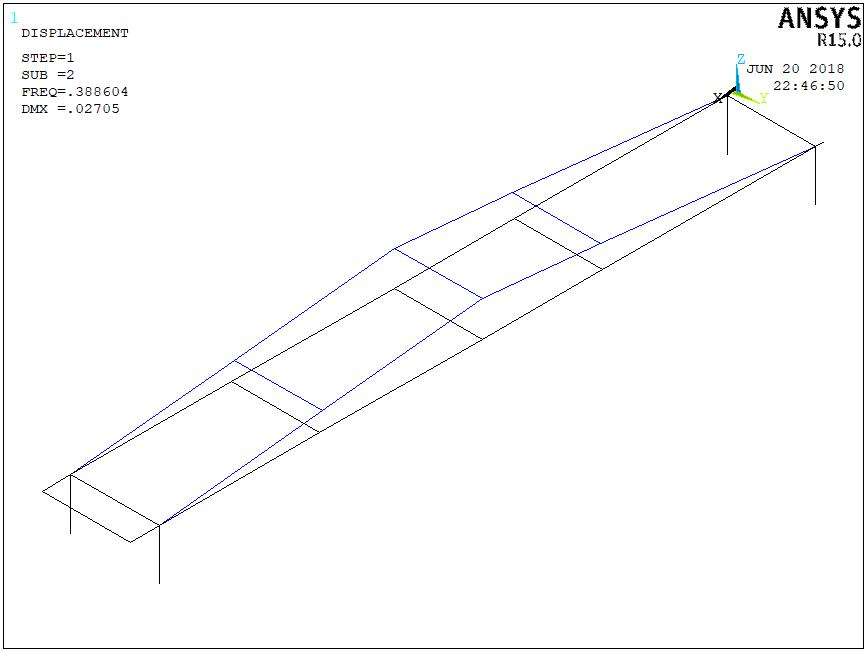 1
DISPLACEMENT
STEP=1
SUB =2
FREQ=.388604
DMX =.02705
ANSYS
R15.0
JUN 20 2018
22:46:50
Z
X
Y